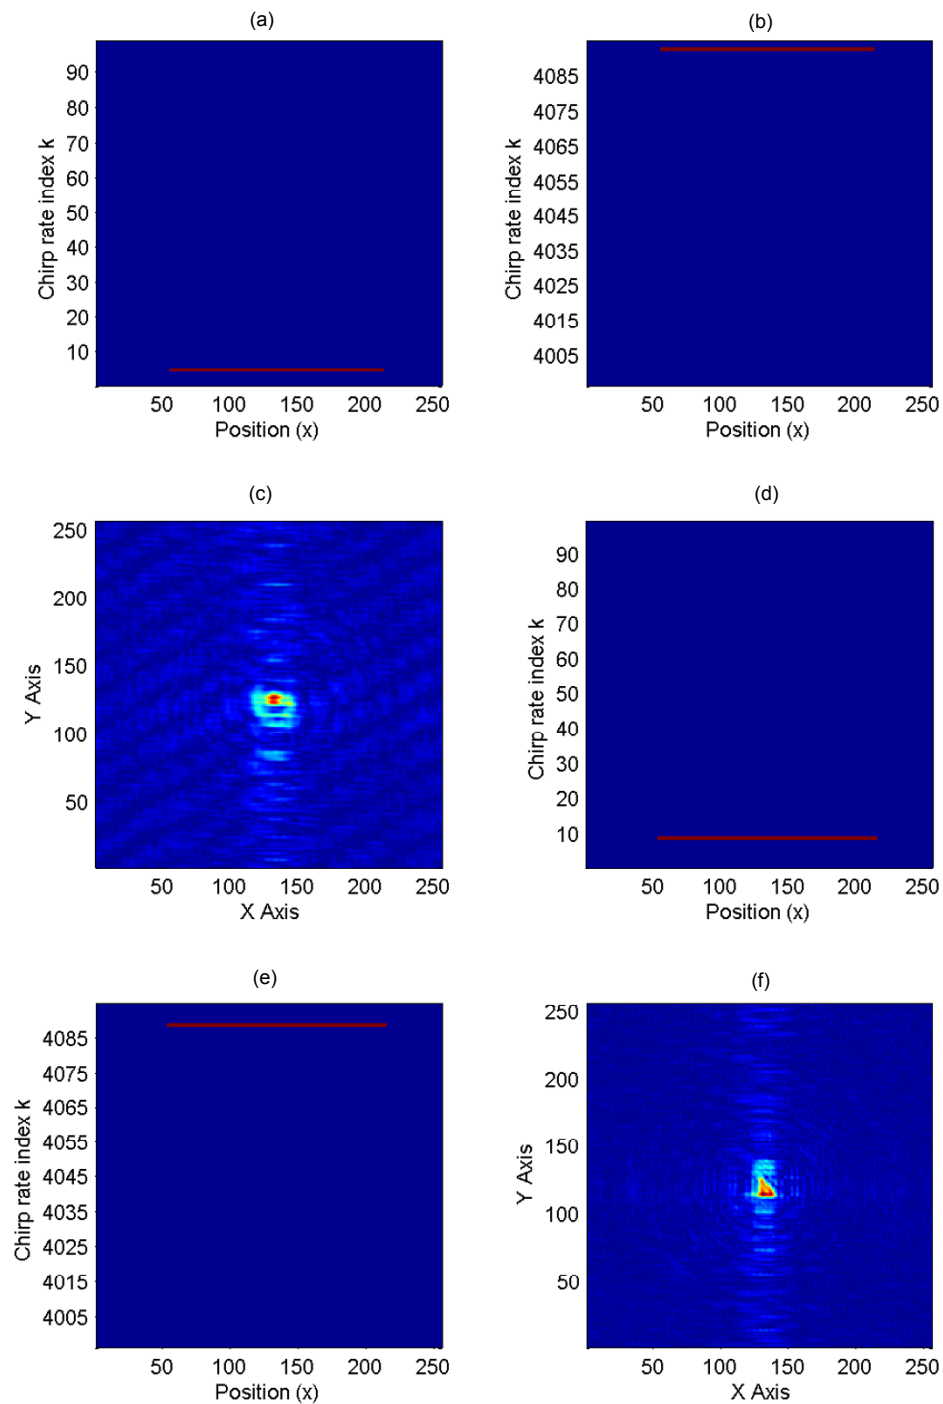 (a)
90
80
70
60
50
40
30
20
10
Chirp rate index k
50 100 150 200 250
Position (x)
(b)
4085
4075
4065
4055
4045
4035
4025
4015
4005
Chirp rate index k
50 100 150 200 250
Position (x)
(c)
250
200
150
100
50
Y Axis
50 100 150 200 250
X Axis
(d)
90
80
70
60
50
40
30
20
10
Chirp rate index k
50 100 150 200 250
Position (x)
(e)
4085
4075
4065
4055
4045
4035
4025
4015
4005
Chirp rate index k
50 100 150 200 250
Position (x)
(f)
250
200
150
100
50
Y Axis
50 100 150 200 250
X Axis